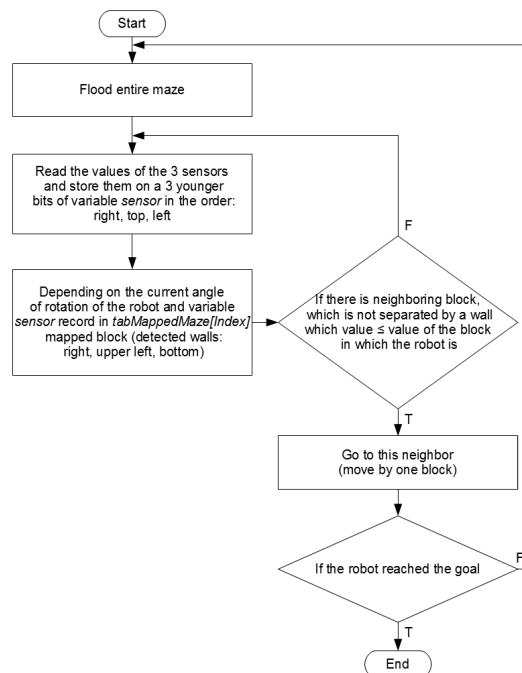 Start
Flood entire maze
Read the values of the 3 sensors
and store them on a 3 younger
bits of variable sensor in the order:
right, top, left
Depending on the current angle
of rotation of the robot and variable
sensor record in tabMappedMaze[Index]
mapped block (detected walls:
right, upper left, bottom)
F
If there is neighboring block,
which is not separated by a wall
which value ≤ value of the block
in which the robot is
T
Go to this neighbor
(move by one block)
If the robot reached the goal
F
T
End